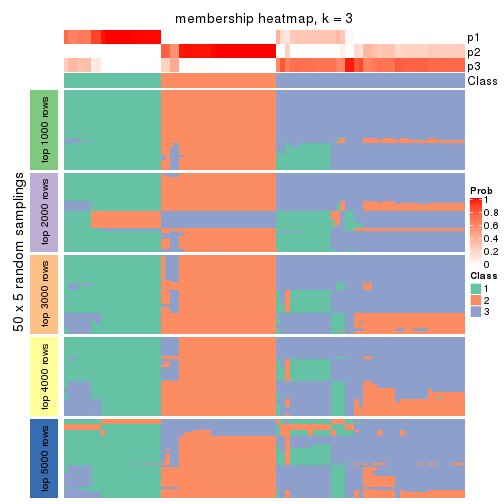 membership heatmap, k = 3
p1
p2
p3
Class
50 x 5 random samplings
top 1000 rows
top 2000 rows
top 3000 rows
top 4000 rows
top 5000 rows
Prob
1
0.8
0.6
0.4
0.2
0
Class
1
2
3